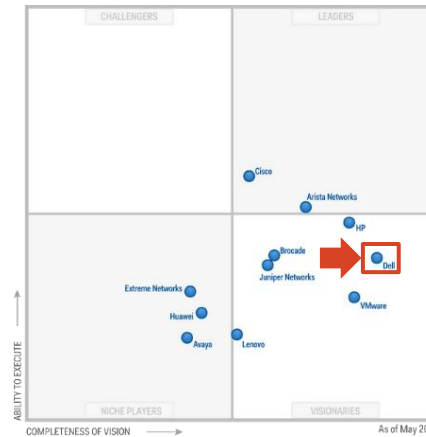 CHALLENGERS
LEADERS
Cisco
Arista Networks
HP
Brocade
Dell
Juniper Networks
Extreme Networks
VMware
Huawei
Avaya
Lenovo
ABILITY TO EXECUTE
NICHE PLAYERS
VISIONARIES
COMPLETENESS OF VISION
As of May 20